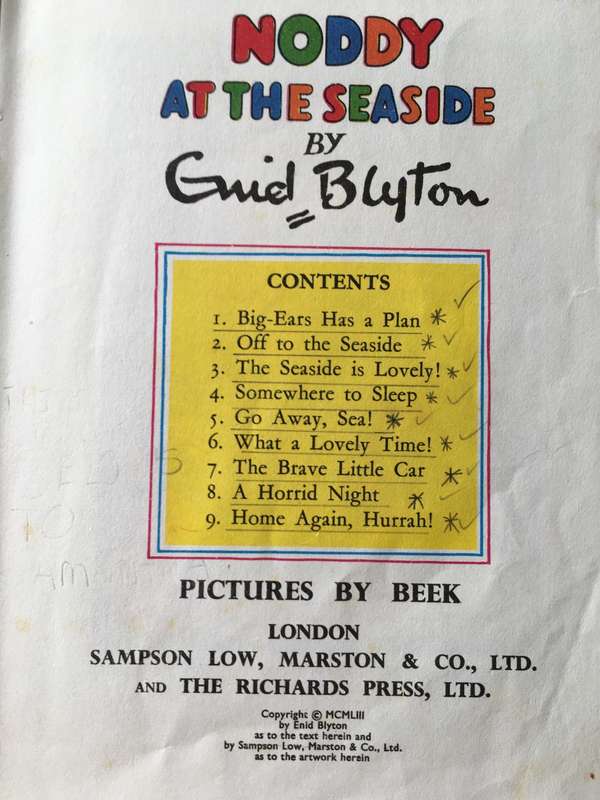 NODDY
AT THE SEASIDE
BY
Enid Blyton
CONTENTS
1. Big-Ears Has a Plan
2. Off to the Seaside
3. The Seaside is Lovely!
4. Somewhere to Sleep
5. Go Away, Sea!
6. What a Lovely Time!
7. The Brave Little Car
8. A Horrid Night
9. Home Again, Hurrah!
PICTURES BY BEEK
LONDON
SAMPSON LOW, MARSTON & CO., LTD.
AND THE RICHARDS PRESS, LTD.
Copyright © MCMLIII
by Enid Blyton
as to the text herein and
by Sampson Low, Marston & Co., Ltd.
as to the artwork herein